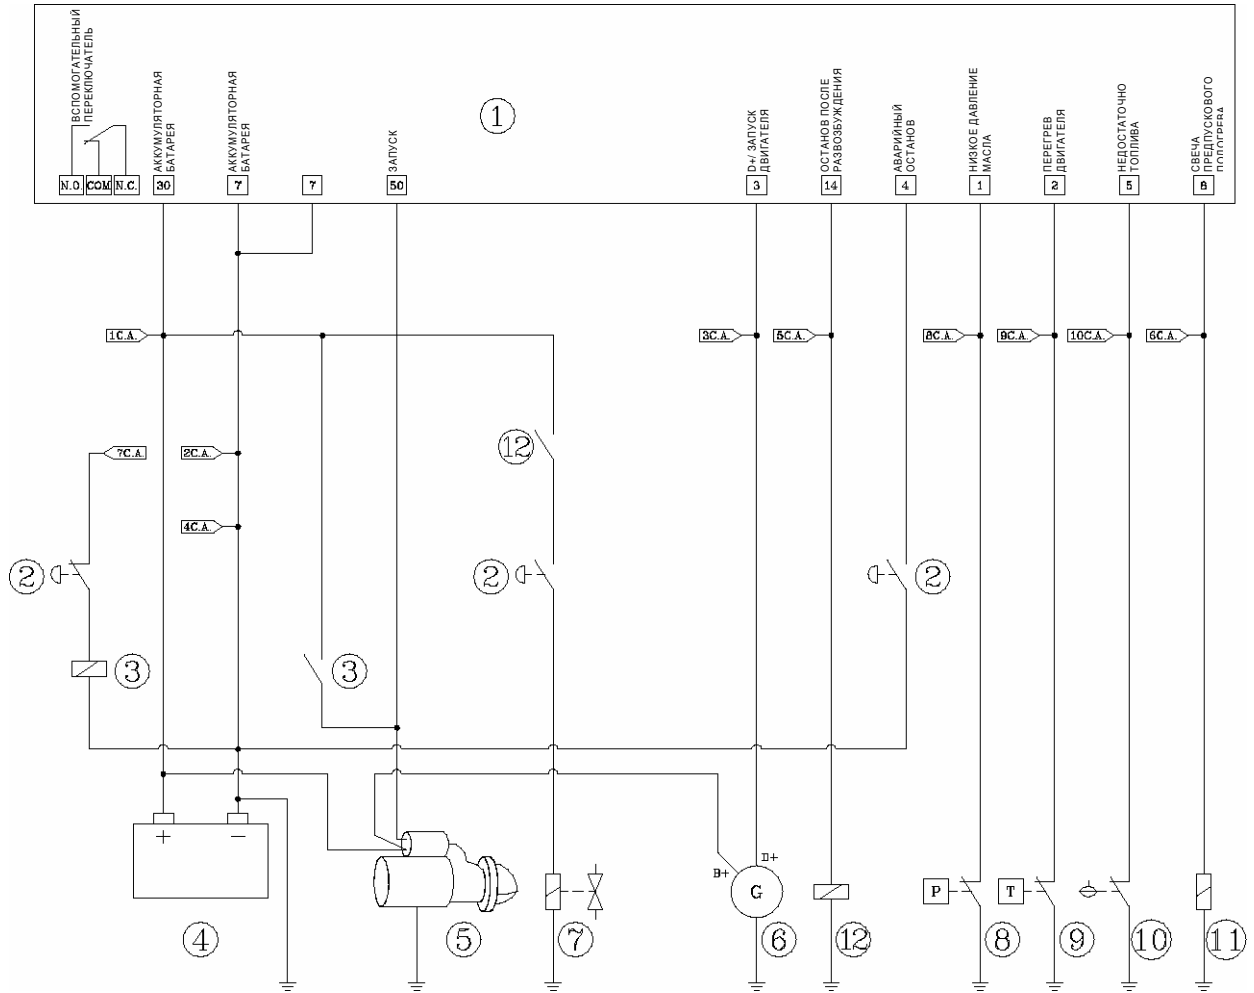 ВСПОМОГАТЕЛЬНЫЙ
ПЕРЕКЛЮЧАТЕЛЬ
АККУМУЛЯТОРНАЯ
БАТАРЕЯ
АККУМУЛЯТОРНАЯ
БАТАРЕЯ
ЗАПУСК
1
D+/ ЗАПУСК
ДВИГАТЕЛЯ
ОСТАНОВ ПОСЛЕ
РАЗВОЗБУЖДЕНИЯ
АВАРИЙНЫЙ
ОСТАНОВ
НИЗКОЕ ДАВЛЕНИЕ
МАСЛА
ПЕРЕГРЕВ
ДВИГАТЕЛЯ
НЕДОСТАТОЧНО
ТОПЛИВА
СВЕЧА
ПРЕДПУСКОВОГО
ПОДОГРЕВА
N.O. COM N.C. 30 7 7 50 3 14 4 1 2 5 8
1C.A. 3C.A. 5C.A. 8C.A. 9C.A. 10C.A. 6C.A.
7C.A. 2C.A. 12
4C.A.
2 2 2
3 3
+ −
D+
B+
G P T
4 5 7 6 12 8 9 10 11